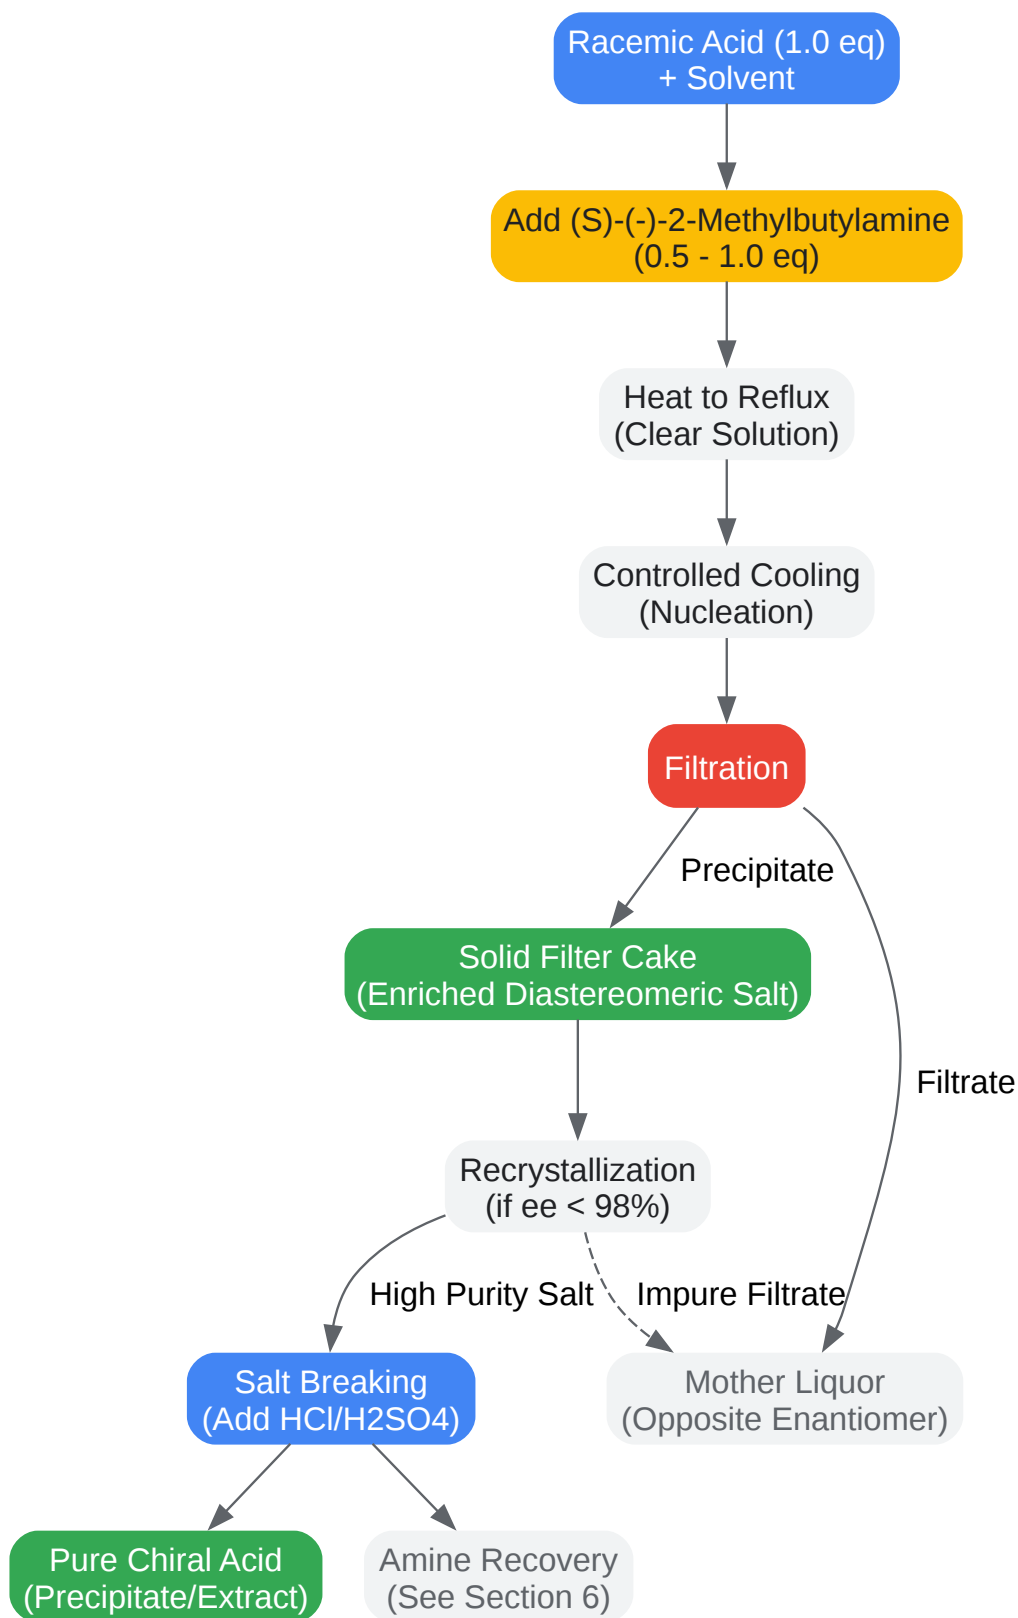 Racemic Acid (1.0 eq)
+ Solvent
Add (S)-(-)-2-Methylbutylamine
(0.5 - 1.0 eq)
Heat to Reflux
(Clear Solution)
Controlled Cooling
(Nucleation)
Filtration
Precipitate
Solid Filter Cake
(Enriched Diastereomeric Salt)
Filtrate
Recrystallization
(if ee < 98%)
High Purity Salt
Impure Filtrate
Salt Breaking
(Add HCl/H2SO4)
Mother Liquor
(Opposite Enantiomer)
Pure Chiral Acid
(Precipitate/Extract)
Amine Recovery
(See Section 6)